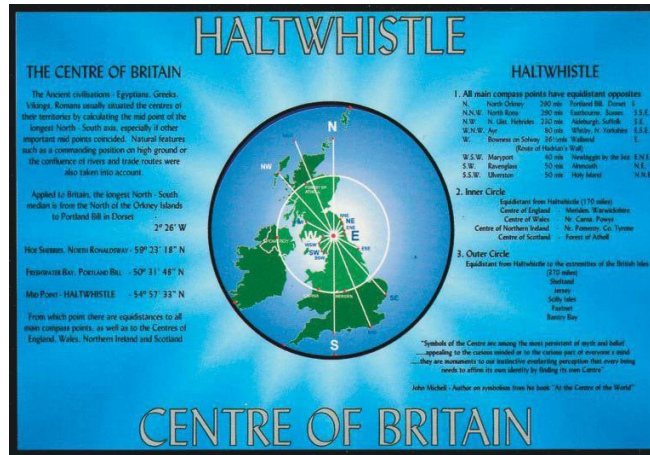 HALTWHISTLE
THE CENTRE OF BRITAIN
The Ancient civilisations - Egyptians, Greeks,
Vikings, Romans usually situated the centres of
their territories by calculating the mid point of the
longest North - South axis, especially if other
important mid points coincided. Natural features
such as a commanding position on high ground or
the confluence of rivers and trade routes were
also taken into account.
Applied to Britain, the longest North - South
median is from the North of the Orkney Islands
to Portland Bill in Dorset
2° 26' W
NORTH RONALDSWAY - 59° 23' 18" N
FRESHWATER BAY, PORTLAND BILL - 50° 31' 48" N
MID POINT - HALTWHISTLE - 54° 57' 33" N
From which point there are equidistances to all
main compass points, as well as to the Centres of
England, Wales, Northern Ireland and Scotland
N
NW
NNE
NE
ENE
W
E
WSW
SW
SSW
ESE
SE
SSE
S
HALTWHISTLE
1. All main compass points have equidistant opposites
N. North Orkney 290 mls Portland Bill, Dorset S
N.N.W. North Rona 290 mls Eastbourne, Sussex S.S.E.
N.W. N. Uist, Hebrides 290 mls Aldeburgh, Suffolk S.E.
W.N.W. Ayr 80 mls Whitby, N. Yorkshire E.S.E.
W. Bowness on Solway 36½ mls Wallsend E.
(Route of Hadrian's Wall)
W.S.W. Maryport 40 mls Newbiggin by the Sea E.N.E.
S.W. Ravenglass 50 mls Alnmouth N.E.
S.S.W. Ulverston 50 mls Holy Island N.N.E.
2. Inner Circle
Equidistant from Haltwhistle (170 miles)
Centre of England - Meriden, Warwickshire
Centre of Wales - Nr. Carno, Powys
Centre of Northern Ireland - Nr. Pomeroy, Co. Tyrone
Centre of Scotland - Forest of Atholl
3. Outer Circle
Equidistant from Haltwhistle to the extremities of the British Isles
(370 miles)
Shetland
Jersey
Scilly Isles
Fastnet
Bantry Bay
"Symbols of the Centre are among the most persistent of myth and belief
.....appealing to the curious minded or to the curious part of everyone's mind
.....they are monuments to our instinctive everlasting perception that every being
needs to affirm its own identity by finding its own Centre"
John Michell - Author on symbolism from his book "At the Centre of the World"
CENTRE OF BRITAIN